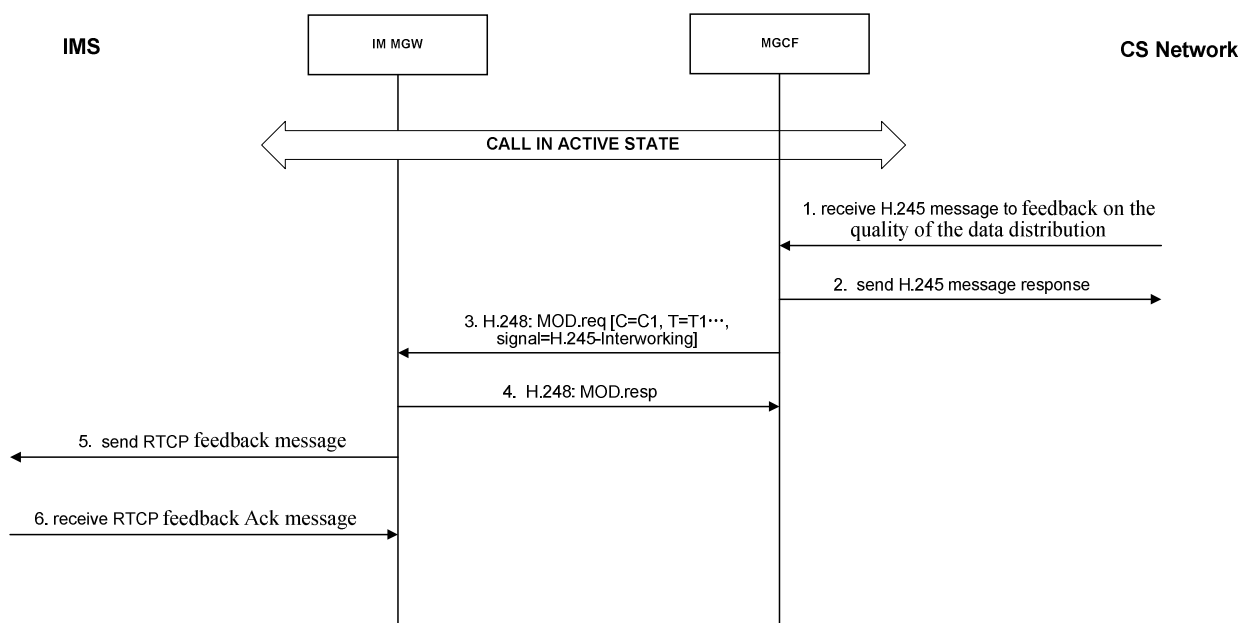 IMS
IM MGW
MGCF
CS Network
CALL IN ACTIVE STATE
1. receive H.245 message to feedback on the
quality of the data distribution
2. send H.245 message response
3. H.248: MOD.req [C=C1, T=T1⋯,
signal=H.245-Interworking]
4. H.248: MOD.resp
5. send RTCP feedback message
6. receive RTCP feedback Ack message